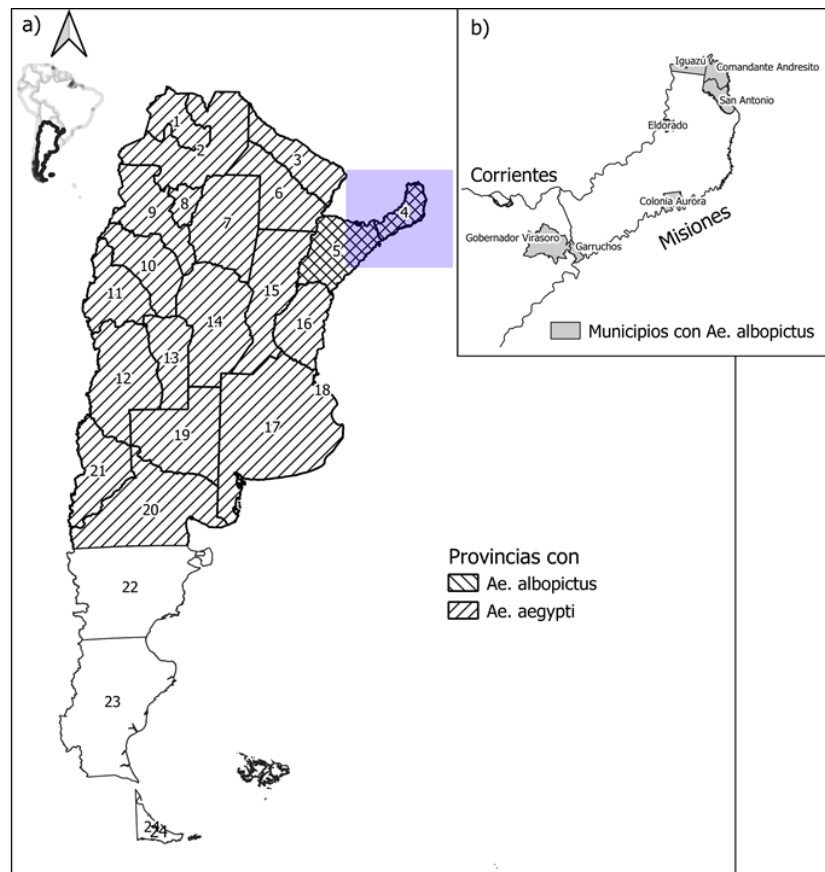 a)
1
2
3
4
5
6
7
8
9
10
11
12
13
14
15
16
17
18
19
20
21
22
23
24
24
Provincias con
Ae. albopictus
Ae. aegypti
b)
Iguazú
Comandante Andresito
San Antonio
Eldorado
Corrientes
Colonia Aurora
Misiones
Gobernador Virasoro
Garruchos
Municipios con Ae. albopictus